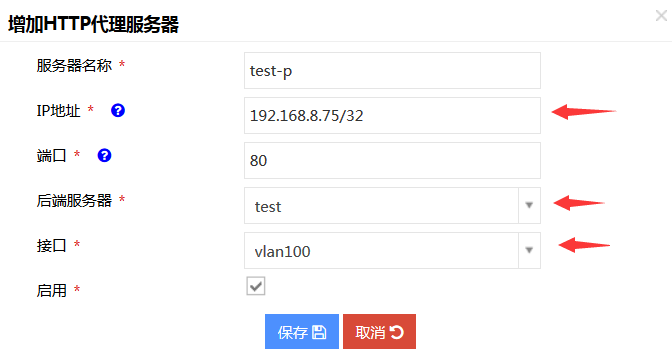 增加HTTP代理服务器
服务器名称 * test-p
IP地址 * 192.168.8.75/32
端口 * 80
后端服务器 * test
接口 * vlan100
启用 *
保存 取消